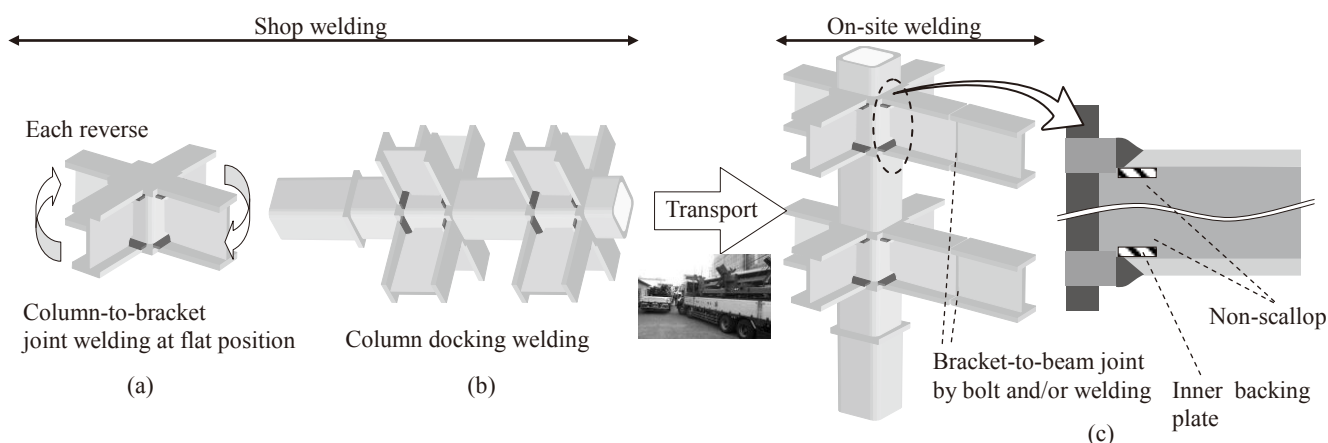 Shop welding
On-site welding
Each reverse
Transport
Column-to-bracket
joint welding at flat position
Column docking welding
Bracket-to-beam joint
by bolt and/or welding
Non-scallop
Inner backing
plate
(a)
(b)
(c)